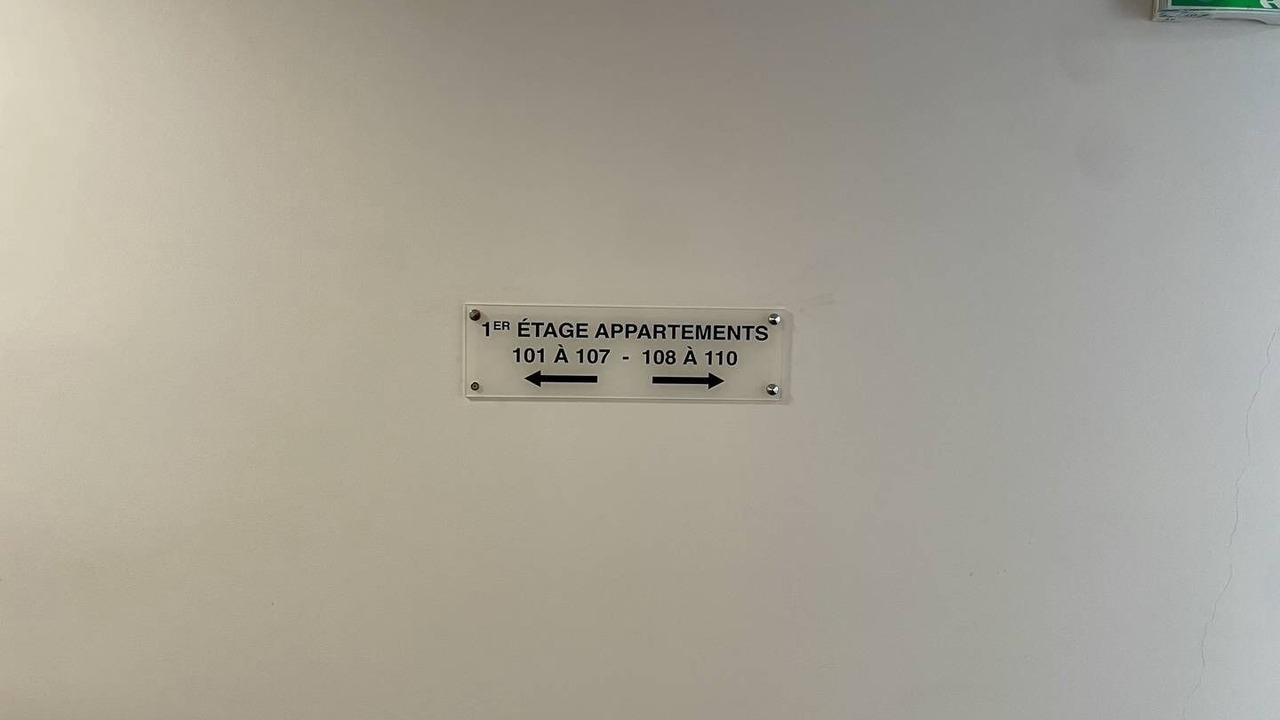 1ER ÉTAGE APPARTEMENTS
101 À 107 - 108 À 110